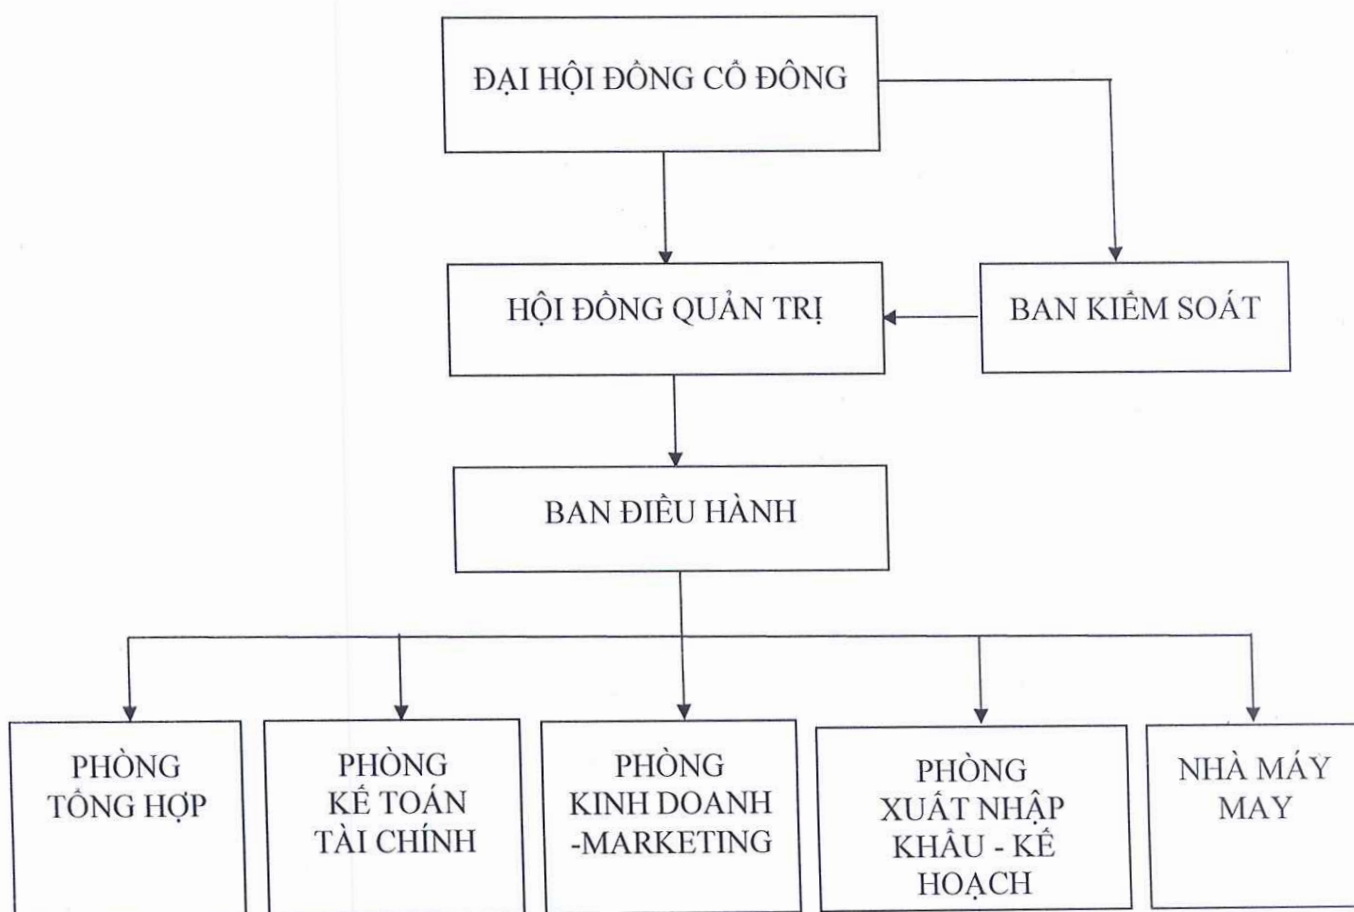 ĐẠI HỘI ĐỒNG CỔ ĐÔNG
HỘI ĐỒNG QUẢN TRỊ
BAN KIỂM SOÁT
BAN ĐIỀU HÀNH
PHÒNG
TỔNG HỢP
PHÒNG
KẾ TOÁN
TÀI CHÍNH
PHÒNG
KINH DOANH
-MARKETING
PHÒNG
XUẤT NHẬP
KHẨU - KẾ
HOẠCH
NHÀ MÁY
MAY